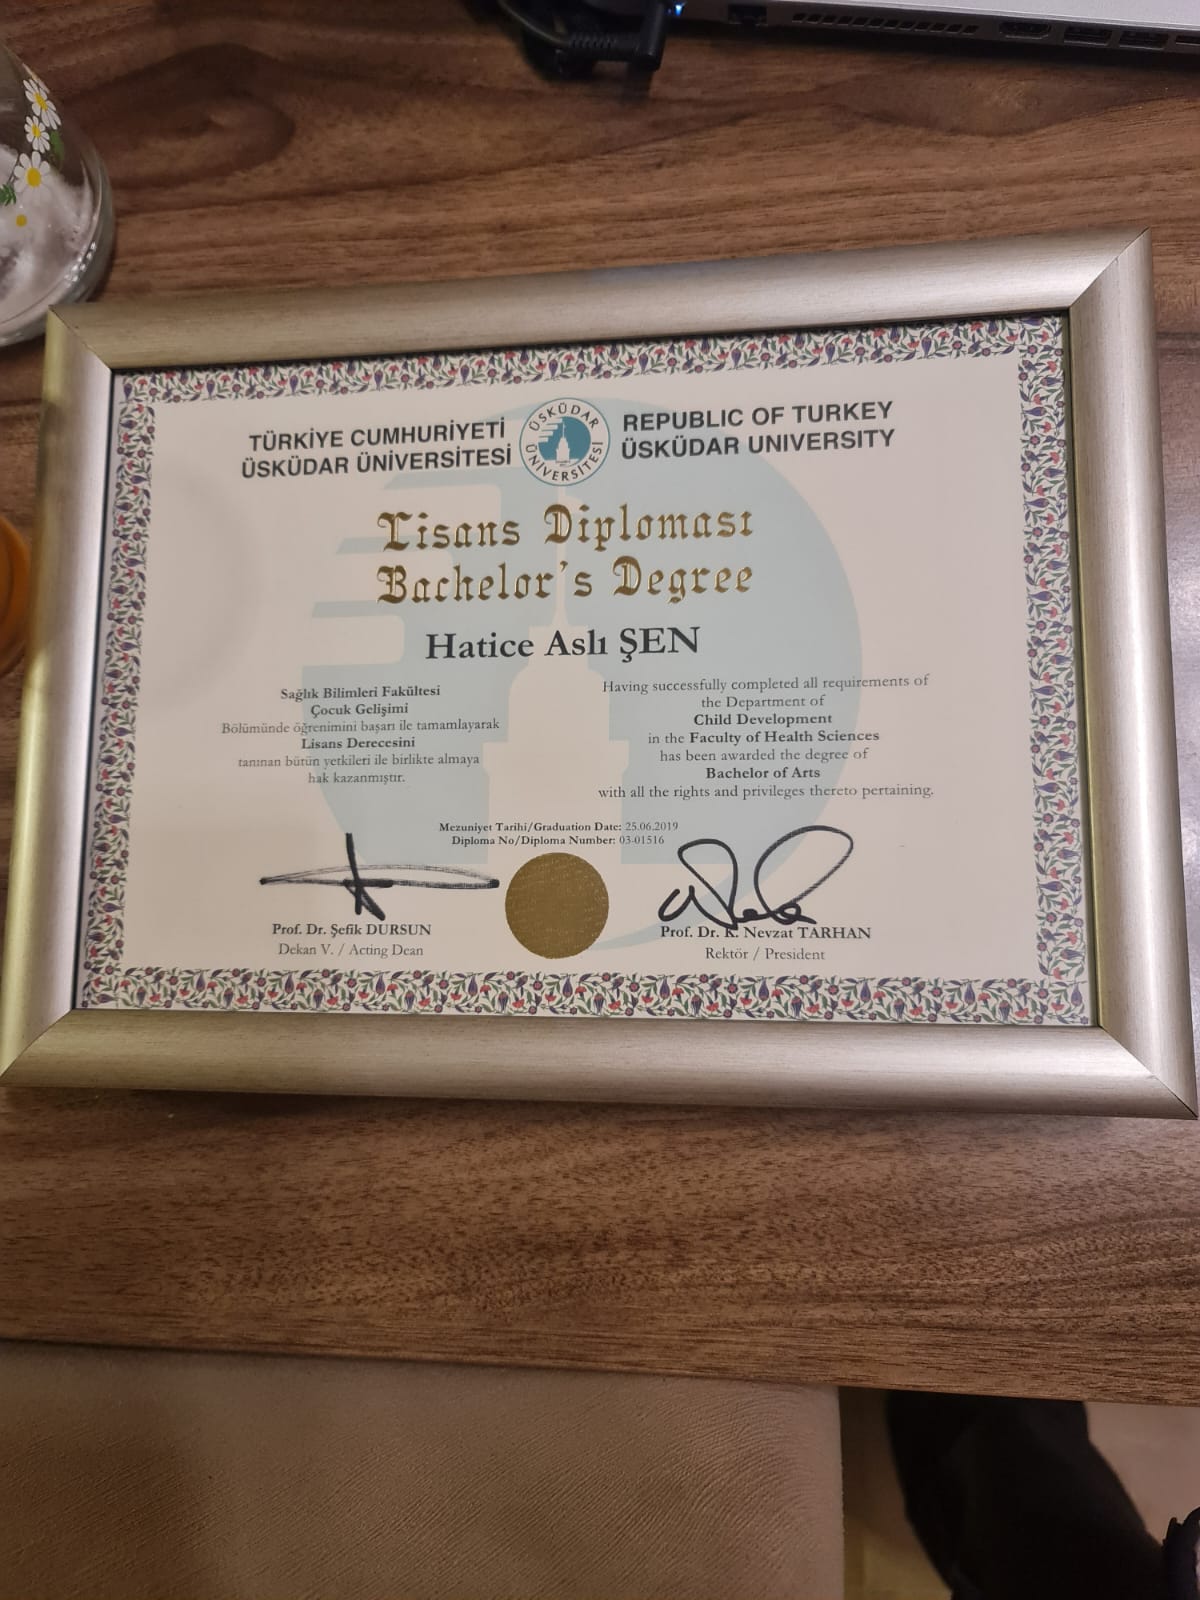 TÜRKİYE CUMHURİYETİ
ÜSKÜDAR ÜNİVERSİTESİ
ÜSKÜDAR
ÜNİVERSİTESİ
REPUBLIC OF TURKEY
ÜSKÜDAR UNIVERSITY
Lisans Diploması
Bachelor's Degree
Hatice Aslı ŞEN
Sağlık Bilimleri Fakültesi
Çocuk Gelişimi
Bölümünde öğrenimini başarı ile tamamlayarak
Lisans Derecesini
tanınan bütün yetkileri ile birlikte almaya
hak kazanmıştır.
Having successfully completed all requirements of
the Department of
Child Development
in the Faculty of Health Sciences
has been awarded the degree of
Bachelor of Arts
with all the rights and privileges thereto pertaining.
Mezuniyet Tarihi/Graduation Date: 25.06.2019
Diploma No/Diploma Number: 03-01516
Prof. Dr. Şefik DURSUN
Dekan V. / Acting Dean
Prof. Dr. K. Nevzat TARHAN
Rektör / President